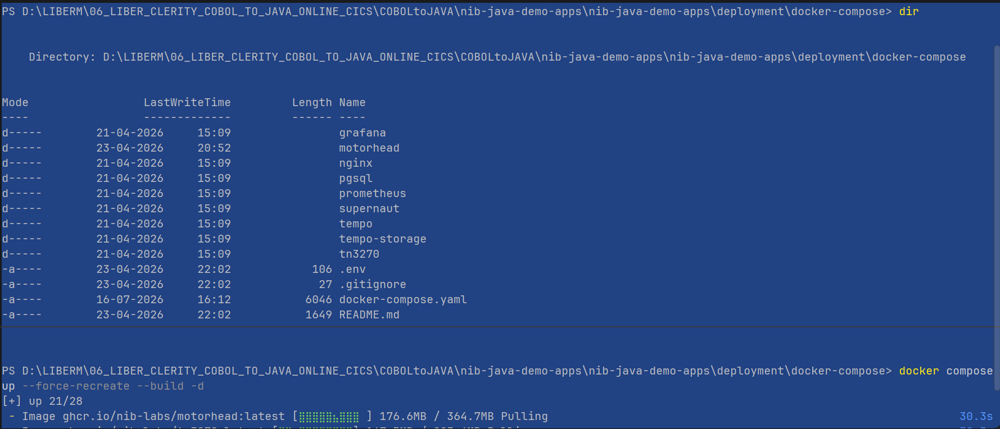 PS D:\LIBERM\06_LIBER_CLERITY_COBOL_TO_JAVA_ONLINE_CICS\COBOLtoJAVA\nib-java-demo-apps\nib-java-demo-apps\deployment\docker-compose> dir
Directory: D:\LIBERM\06_LIBER_CLERITY_COBOL_TO_JAVA_ONLINE_CICS\COBOLtoJAVA\nib-java-demo-apps\nib-java-demo-apps\deployment\docker-compose
Mode                 LastWriteTime         Length Name
----                 -------------         ------ ----
d-----        21-04-2026     15:09                grafana
d-----        23-04-2026     20:52                motorhead
d-----        21-04-2026     15:09                nginx
d-----        21-04-2026     15:09                pgsql
d-----        21-04-2026     15:09                prometheus
d-----        21-04-2026     15:09                supernaut
d-----        21-04-2026     15:09                tempo
d-----        21-04-2026     15:09                tempo-storage
d-----        21-04-2026     15:09                tn3270
-a----        23-04-2026     22:02            106 .env
-a----        23-04-2026     22:02             27 .gitignore
-a----        16-07-2026     16:12           6046 docker-compose.yaml
-a----        23-04-2026     22:02           1649 README.md
PS D:\LIBERM\06_LIBER_CLERITY_COBOL_TO_JAVA_ONLINE_CICS\COBOLtoJAVA\nib-java-demo-apps\nib-java-demo-apps\deployment\docker-compose> docker compose
up --force-recreate --build -d
[+] up 21/28
- Image ghcr.io/nib-labs/motorhead:latest [⣿⣿⣿⣿⣿⣦⣿⣿⣿ ] 176.6MB / 364.7MB Pulling 30.3s